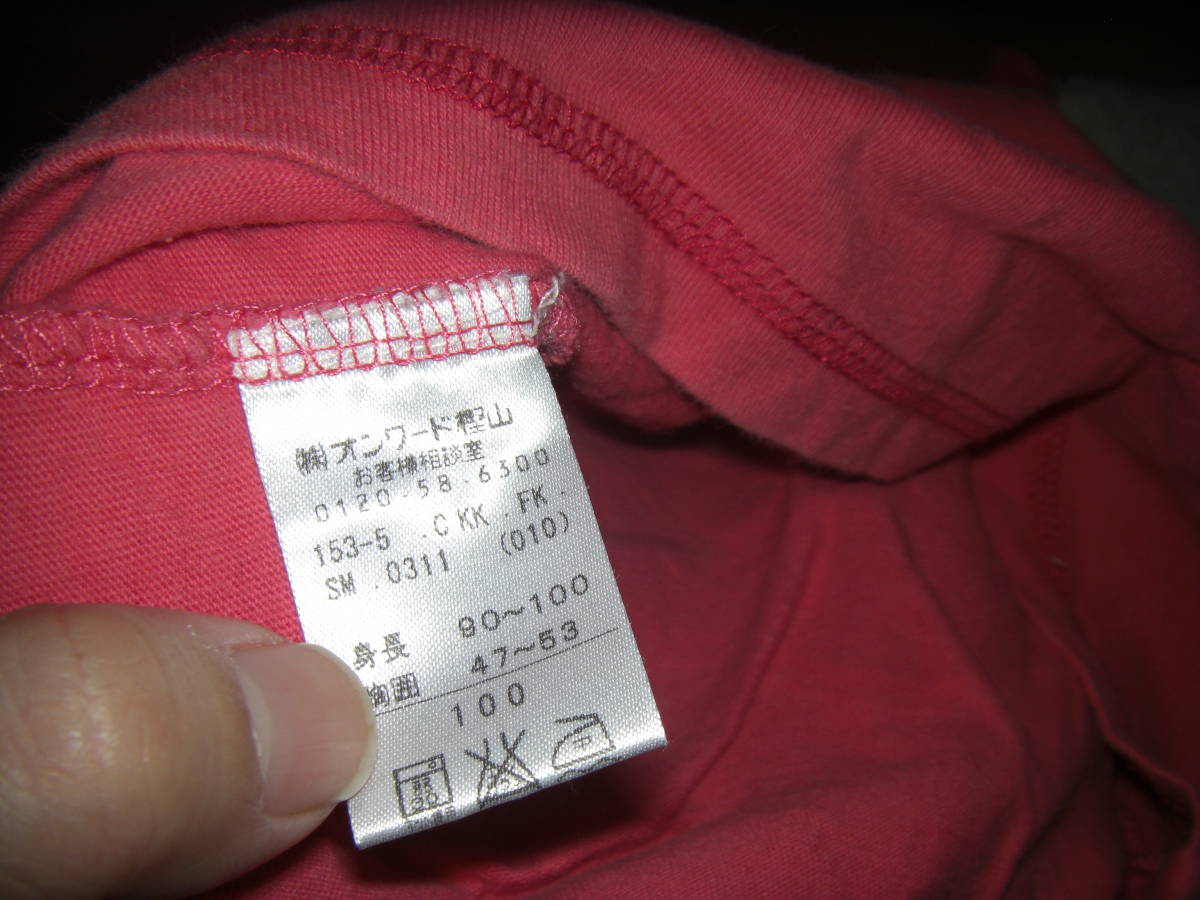 ㈱オンワード樫山
お客様相談室
0120・58・6300
153-5 .C KK . FK .
SM . 0311 (010)
身長 90～100
胸囲 47～53
100